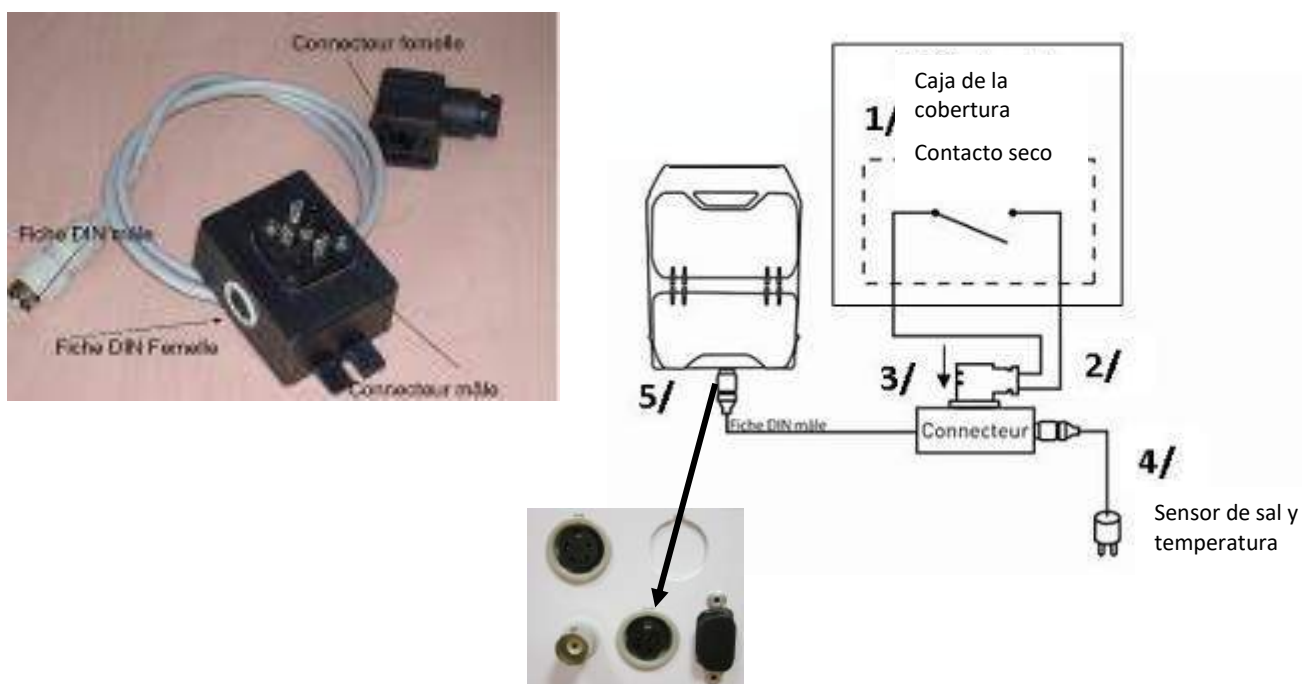 Connecteur femelle
Fiche DIN mâle
Fiche DIN Femelle
Connecteur mâle
Caja de la
cobertura
1/
Contacto seco
2/
3/
5/
Fiche DIN mâle
Connecteur
4/
Sensor de sal y
temperatura